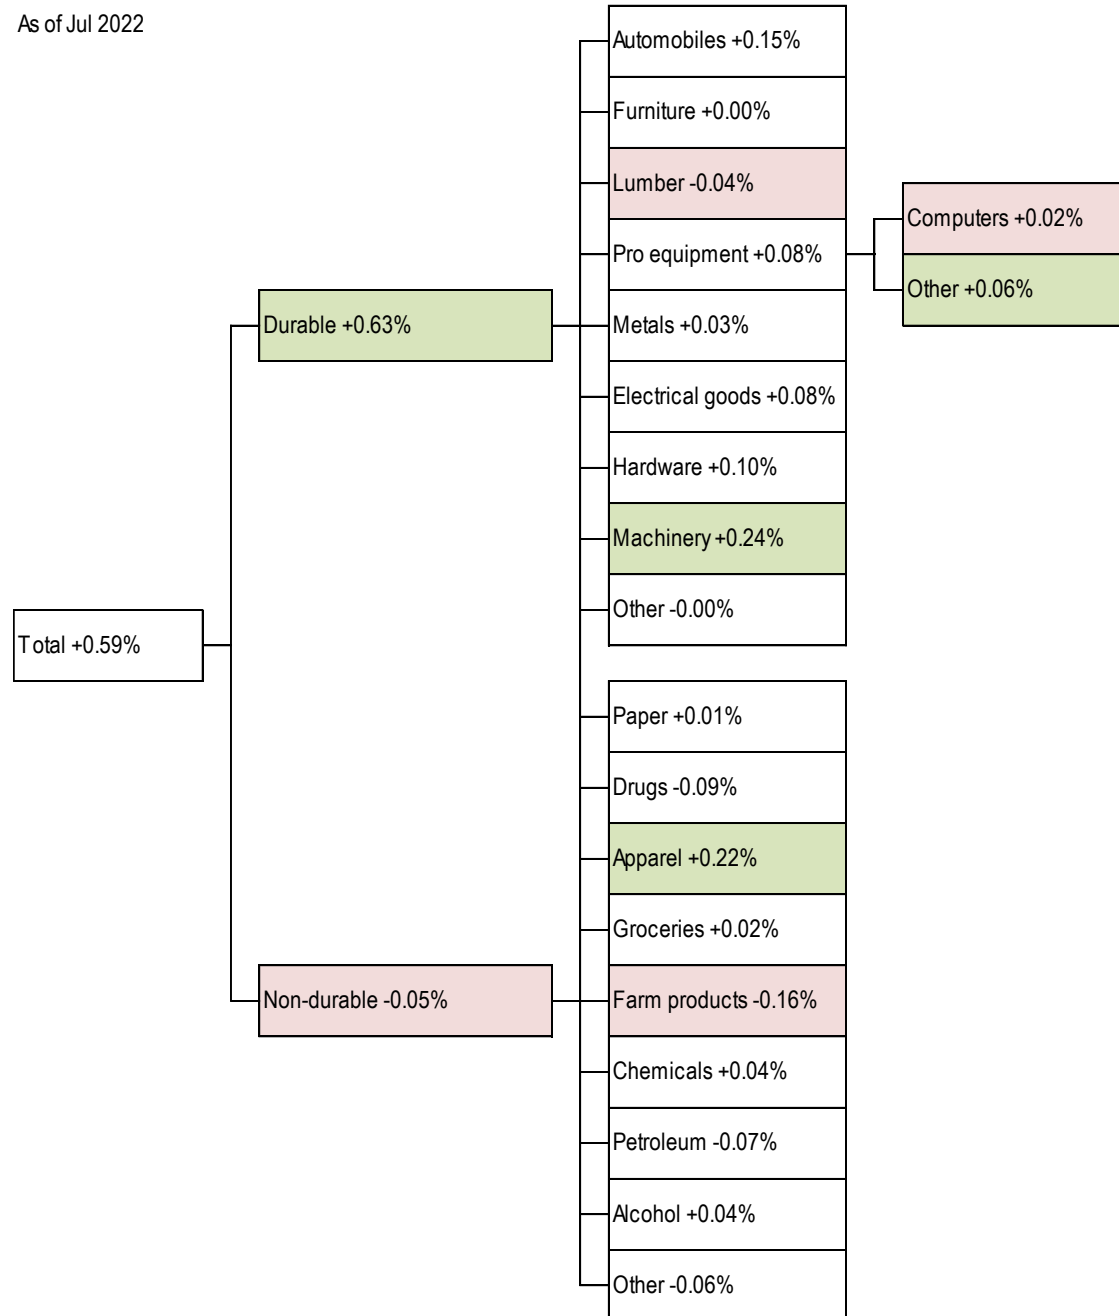 As of Jul 2022
Total +0.59%
Durable +0.63%
Automobiles +0.15%
Furniture +0.00%
Lumber -0.04%
Pro equipment +0.08%
Computers +0.02%
Other +0.06%
Metals +0.03%
Electrical goods +0.08%
Hardware +0.10%
Machinery +0.24%
Other -0.00%
Non-durable -0.05%
Paper +0.01%
Drugs -0.09%
Apparel +0.22%
Groceries +0.02%
Farm products -0.16%
Chemicals +0.04%
Petroleum -0.07%
Alcohol +0.04%
Other -0.06%